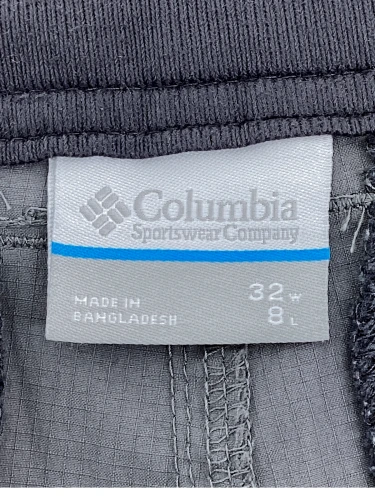 Columbia
Sportswear Company
MADE IN
BANGLADESH
32 W
8 L